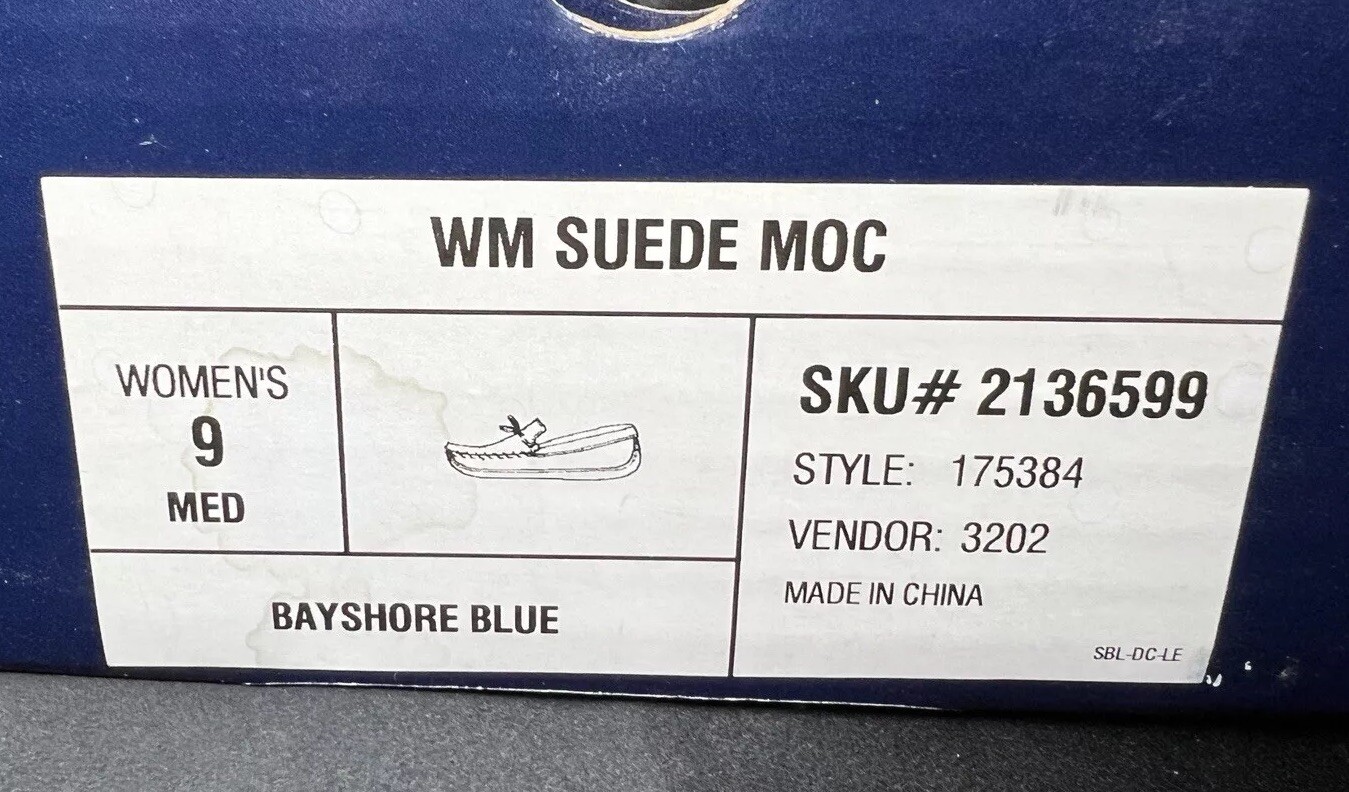 WM SUEDE MOC
WOMEN'S
9
MED
BAYSHORE BLUE
SKU# 2136599
STYLE: 175384
VENDOR: 3202
MADE IN CHINA
SBL-DC-LE